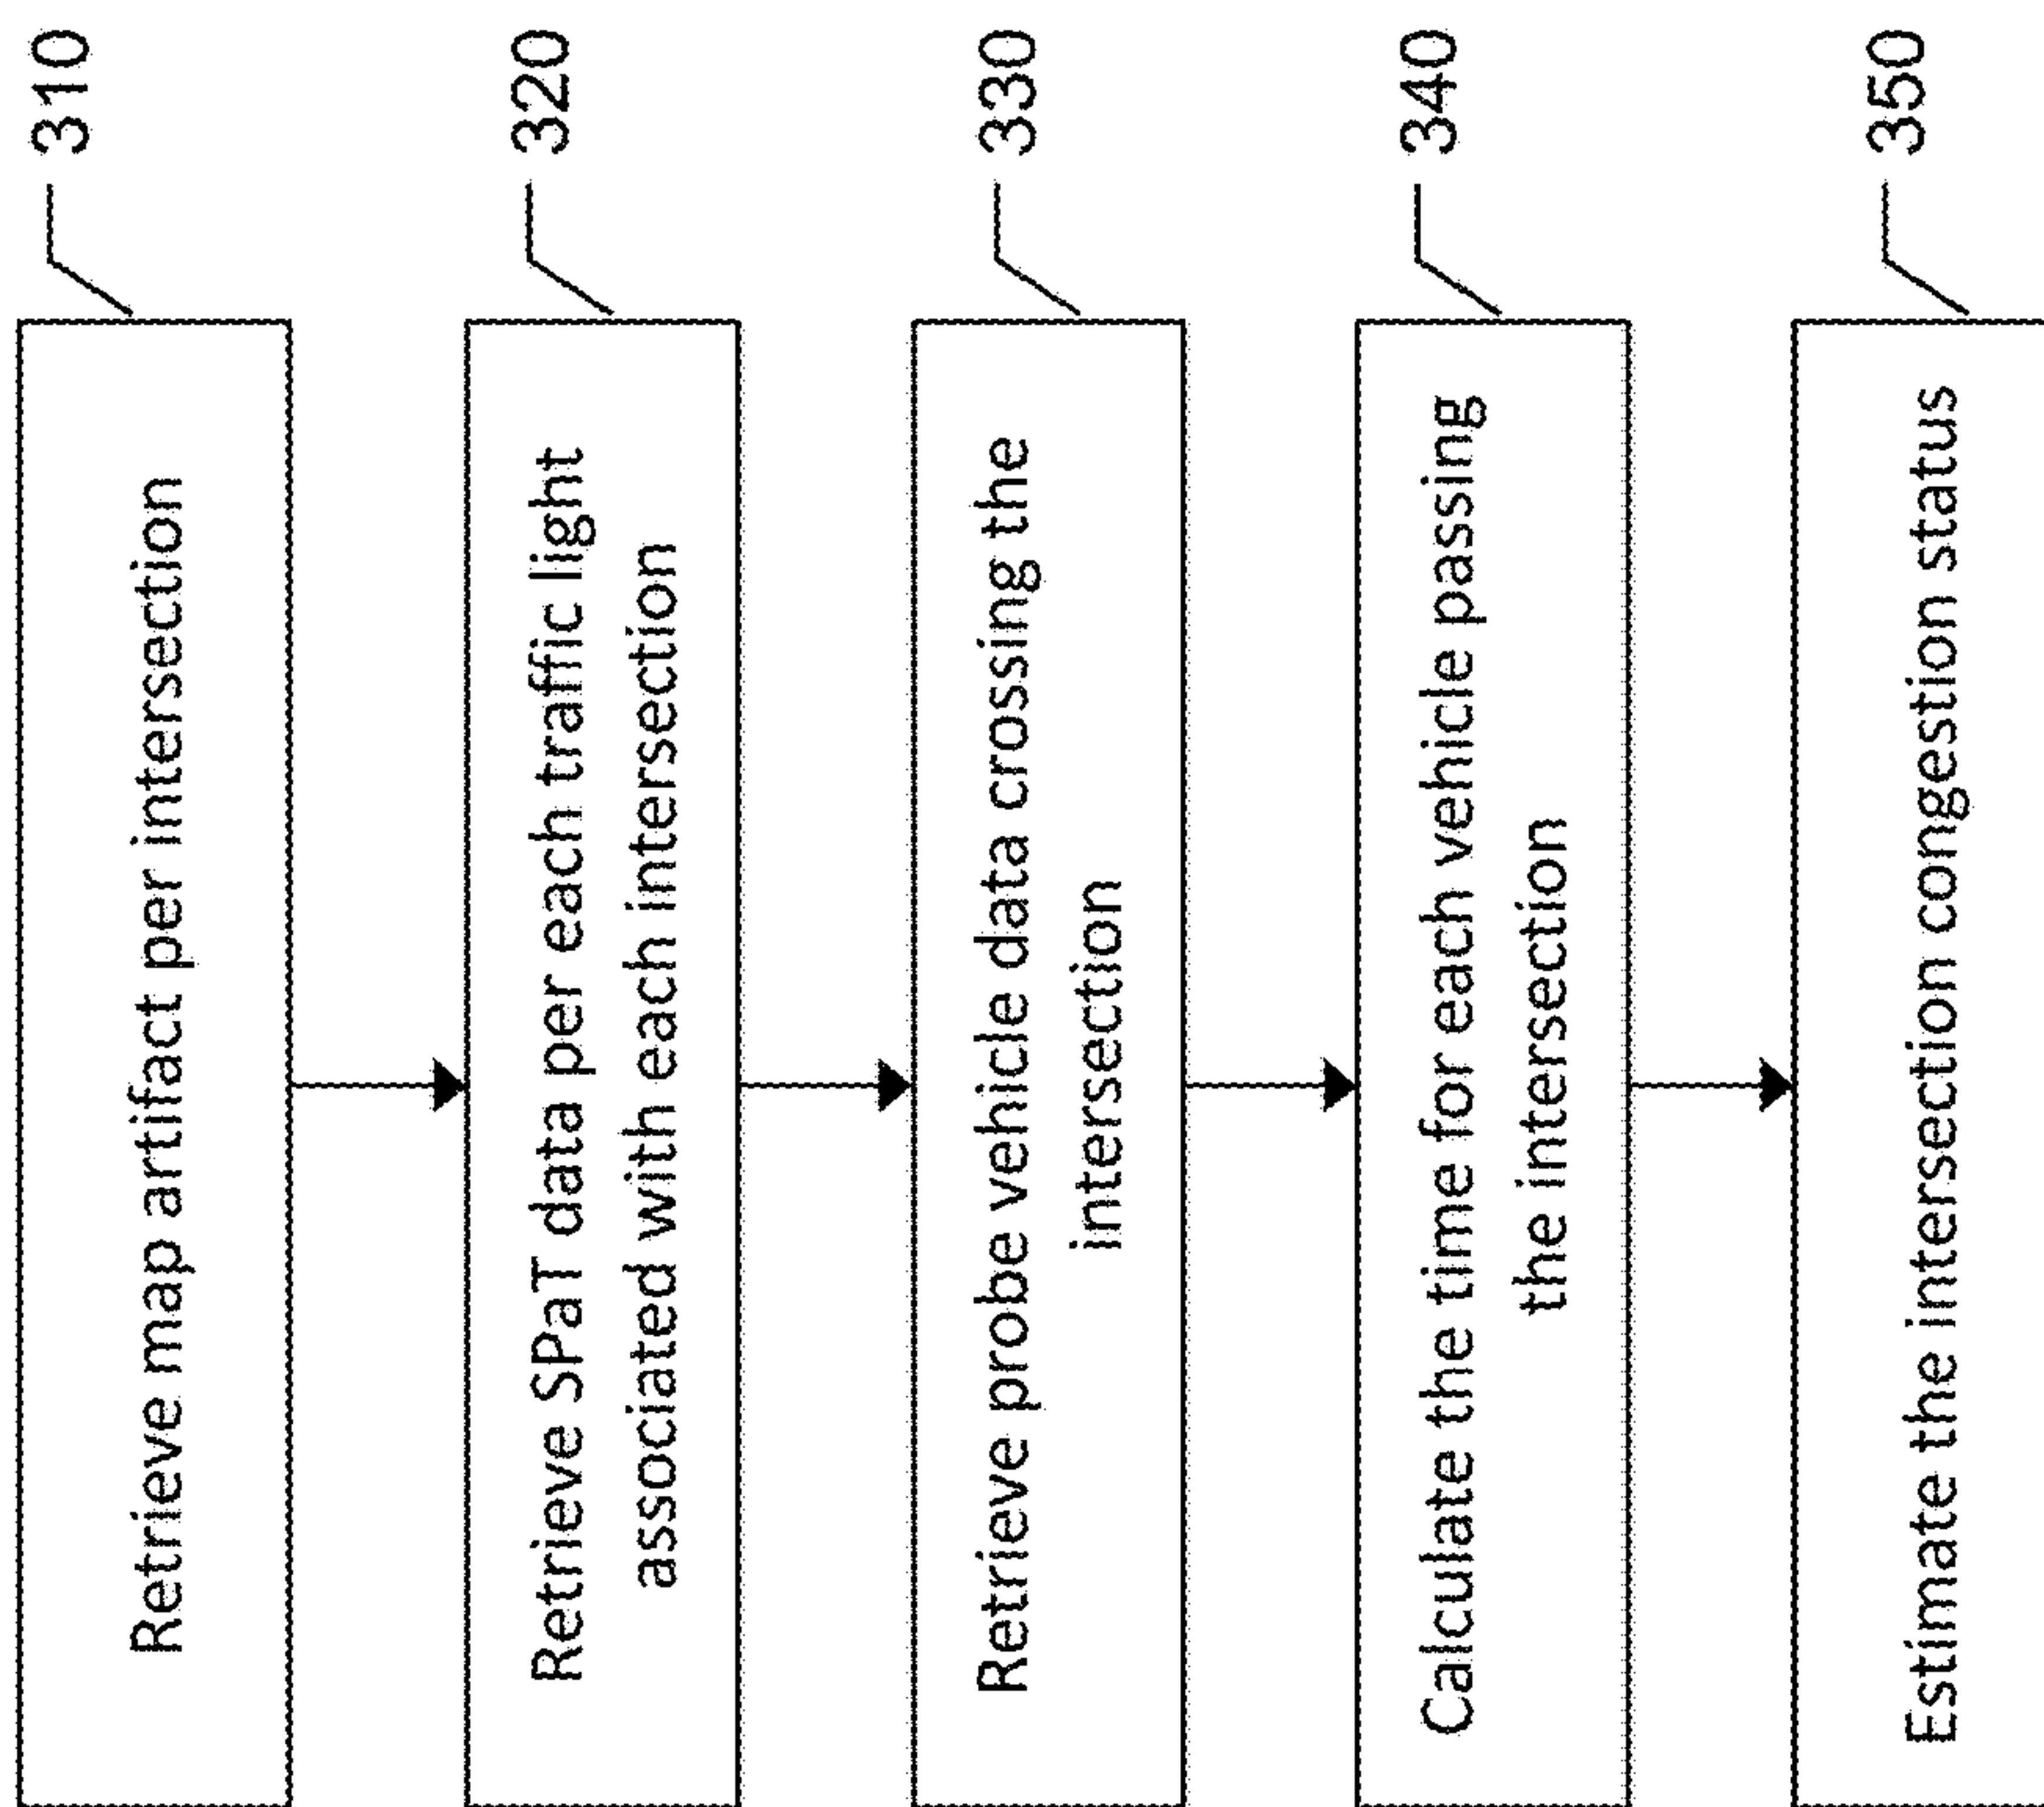 Retrieve map artifact per intersection
310
Retrieve SPaT data per each traffic light
associated with each intersection
320
Retrieve probe vehicle data crossing the
intersection
330
Calculate the time for each vehicle passing
the intersection
340
Estimate the intersection congestion status
350